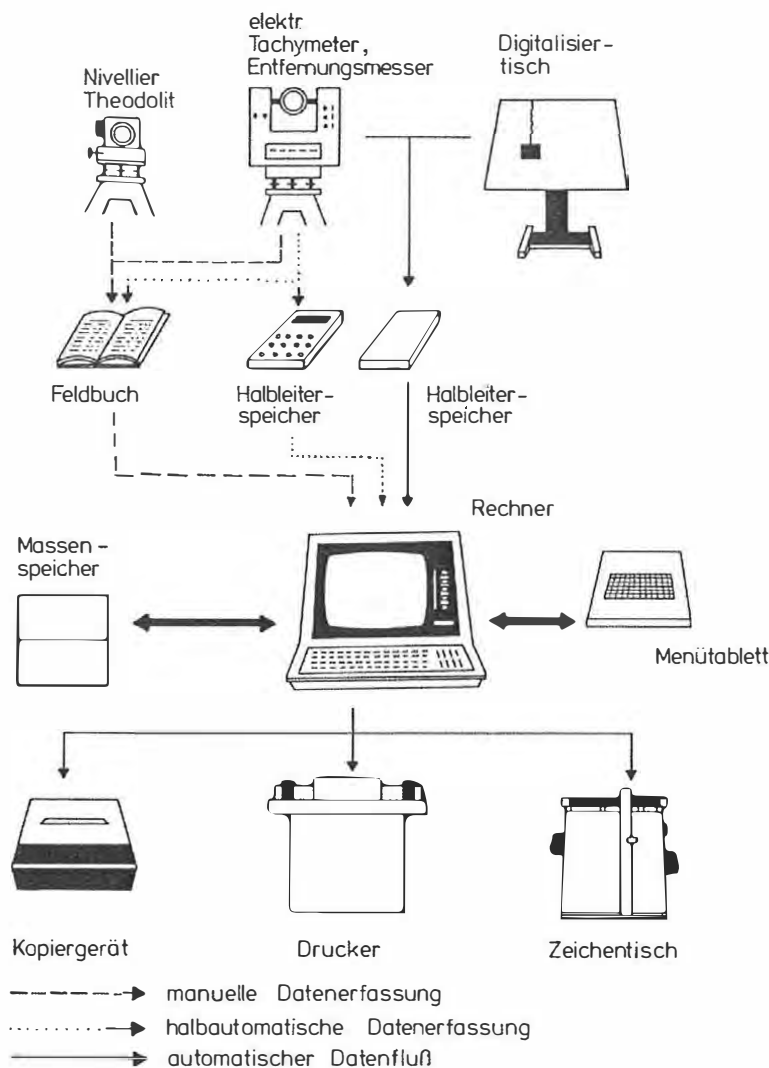 elektr.
Tachymeter,
Entfernungsmesser
Digitalisier-
tisch
Nivellier
Theodolit
Feldbuch
Halbleiter-
speicher
Halbleiter-
speicher
Rechner
Massen-
speicher
Menütablett
Kopiergerät
Drucker
Zeichentisch
manuelle Datenerfassung
halbautomatische Datenerfassung
automatischer Datenfluß